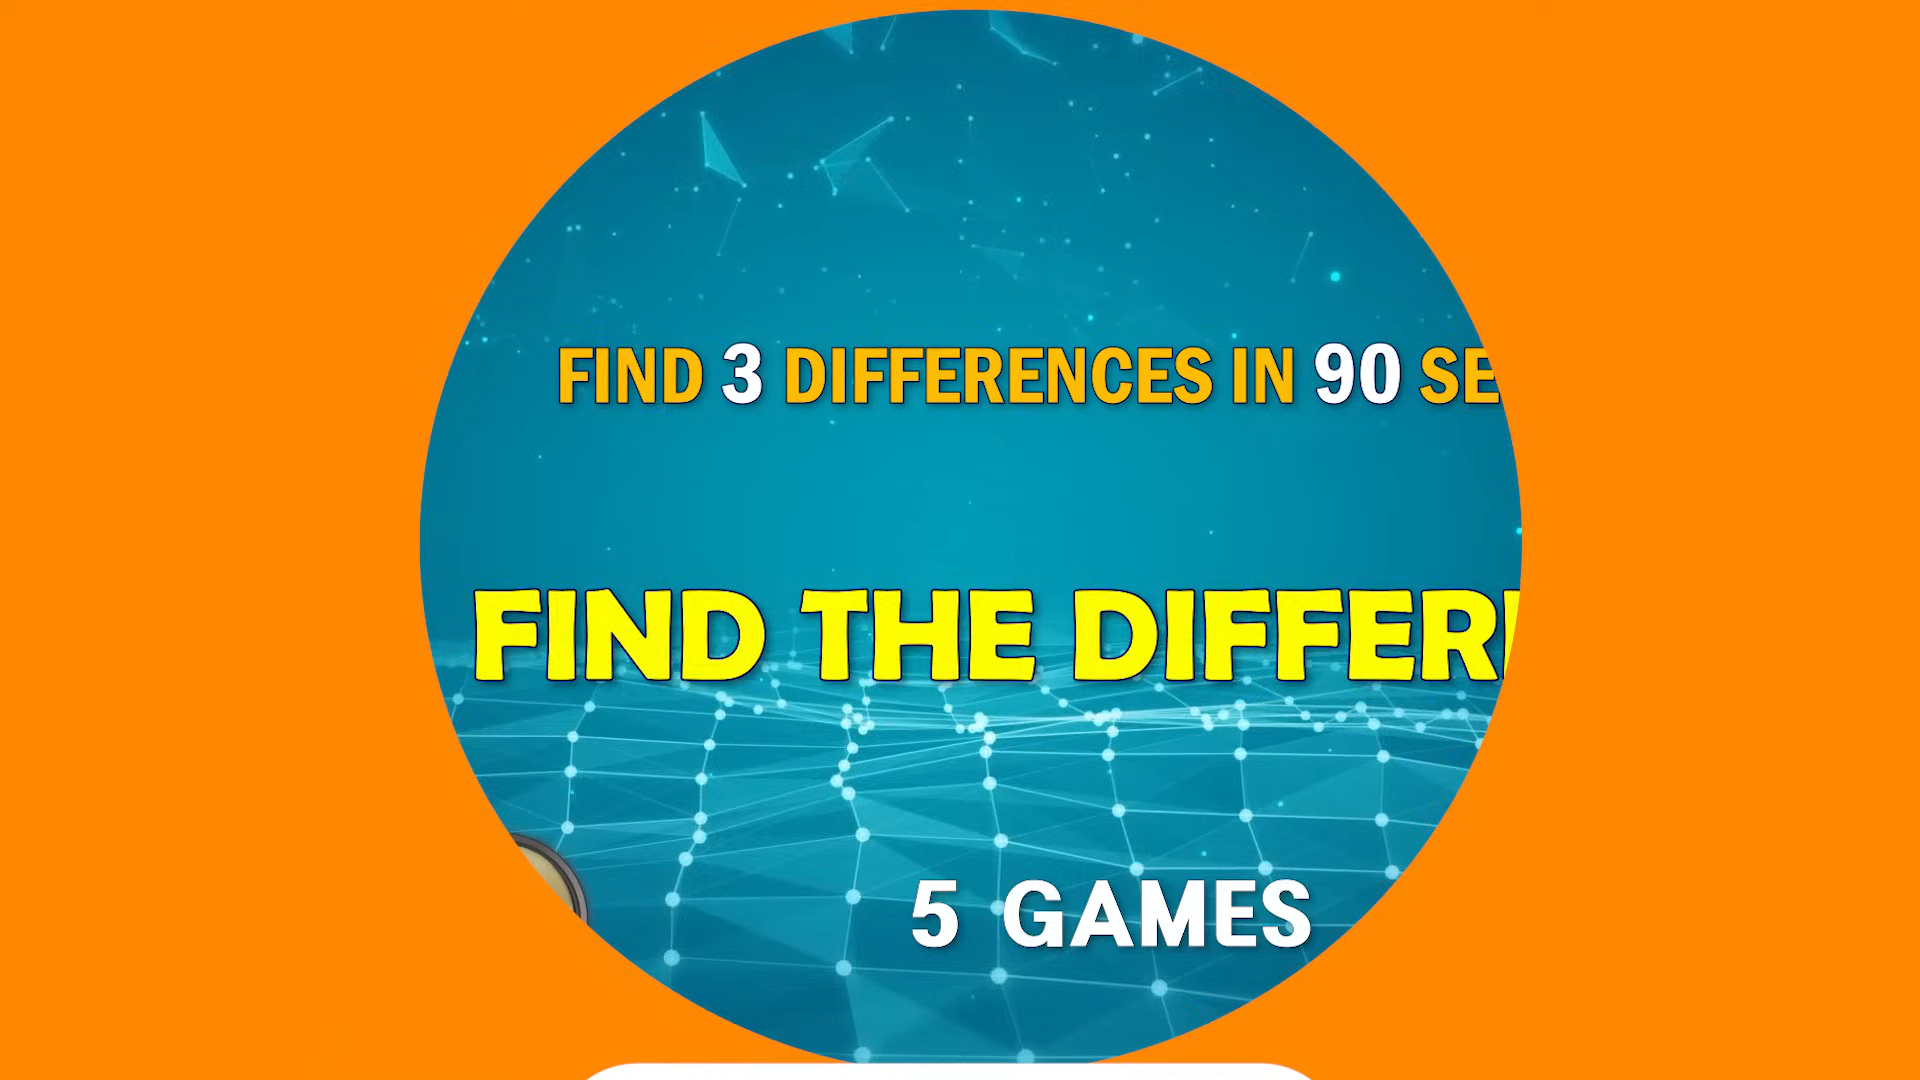 FIND 3 DIFFERENCES IN 90 SE
FIND THE DIFFER
5 GAMES